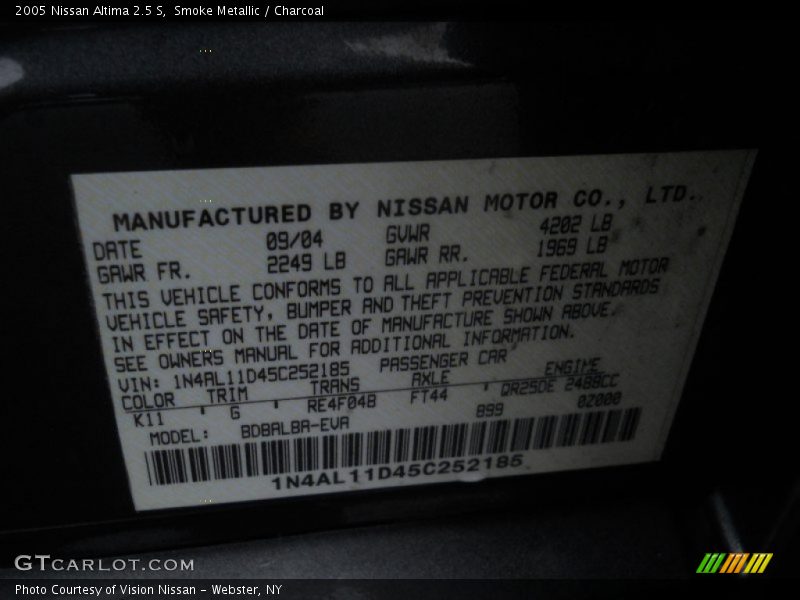 2005 Nissan Altima 2.5 S, Smoke Metallic / Charcoal
MANUFACTURED BY NISSAN MOTOR CO., LTD.
DATE 09/04 GVWR 4202 LB
GAWR FR. 2249 LB GAWR RR. 1969 LB
THIS VEHICLE CONFORMS TO ALL APPLICABLE FEDERAL MOTOR
VEHICLE SAFETY, BUMPER AND THEFT PREVENTION STANDARDS
IN EFFECT ON THE DATE OF MANUFACTURE SHOWN ABOVE.
SEE OWNERS MANUAL FOR ADDITIONAL INFORMATION.
VIN: 1N4AL11D45C252185 PASSENGER CAR
COLOR TRIM TRANS AXLE ENGINE
K11 ' G ' RE4F04B FT44 ' QR25DE 2488CC
MODEL: BDBALBA-EVA 899 0Z000
1N4AL11D45C252185
GTCARLOT.COM
Photo Courtesy of Vision Nissan - Webster, NY